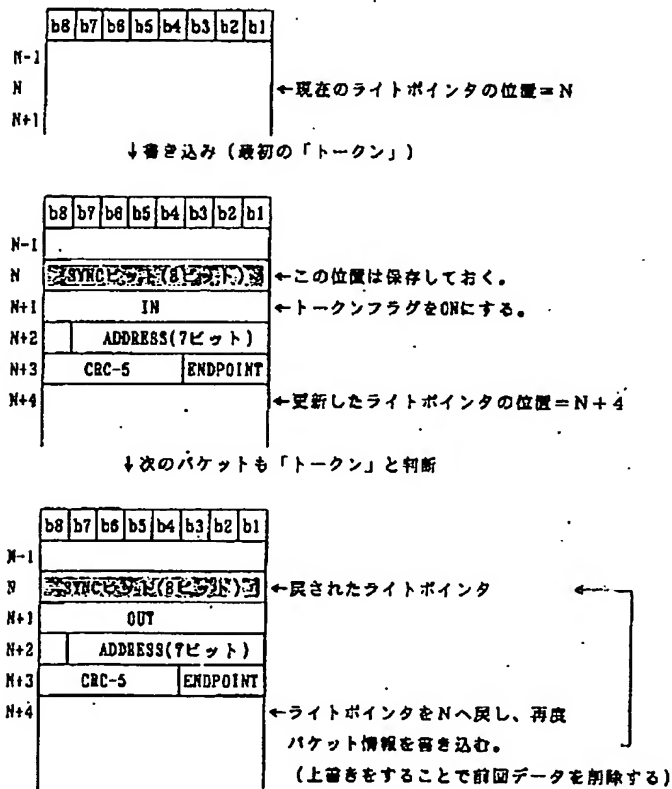 b8 b7 b6 b5 b4 b3 b2 b1
N-1
N ←現在のライトポインタの位置=N
N+1
↓書き込み(最初の「トークン」)
b8 b7 b6 b5 b4 b3 b2 b1
N-1
N SYNCビット(8ビット) ←この位置は保存しておく。
N+1 IN ←トークンフラグをONにする。
N+2 ADDRESS(7ビット)
N+3 CRC-5 ENDPOINT
N+4 ←更新したライトポインタの位置=N+4
↓次のパケットも「トークン」と判断
b8 b7 b6 b5 b4 b3 b2 b1
N-1
N SYNCビット(8ビット) ←戻されたライトポインタ ←
N+1 OUT
N+2 ADDRESS(7ビット)
N+3 CRC-5 ENDPOINT
N+4 ←ライトポインタをNへ戻し、再度
パケット情報を書き込む。
(上書きをすることで前回データを削除する)